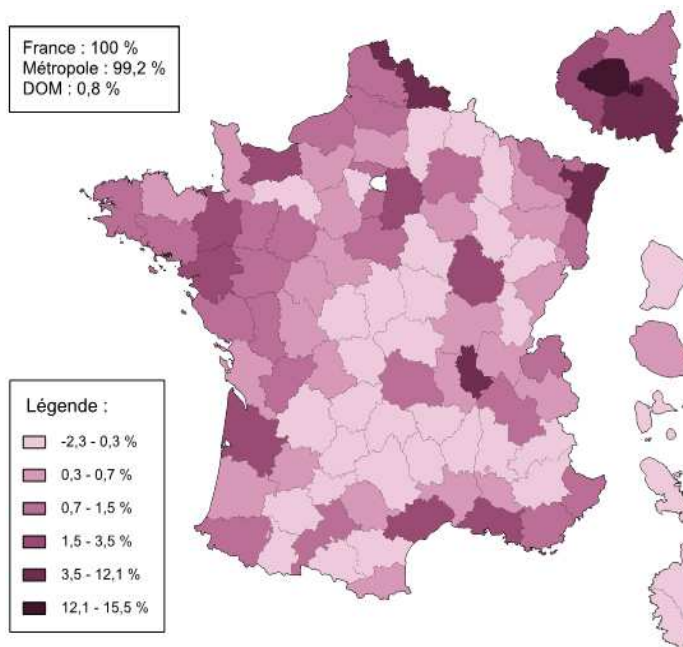 France : 100 %
Métropole : 99,2 %
DOM : 0,8 %
Légende :
-2,3 - 0,3 %
0,3 - 0,7 %
0,7 - 1,5 %
1,5 - 3,5 %
3,5 - 12,1 %
12,1 - 15,5 %